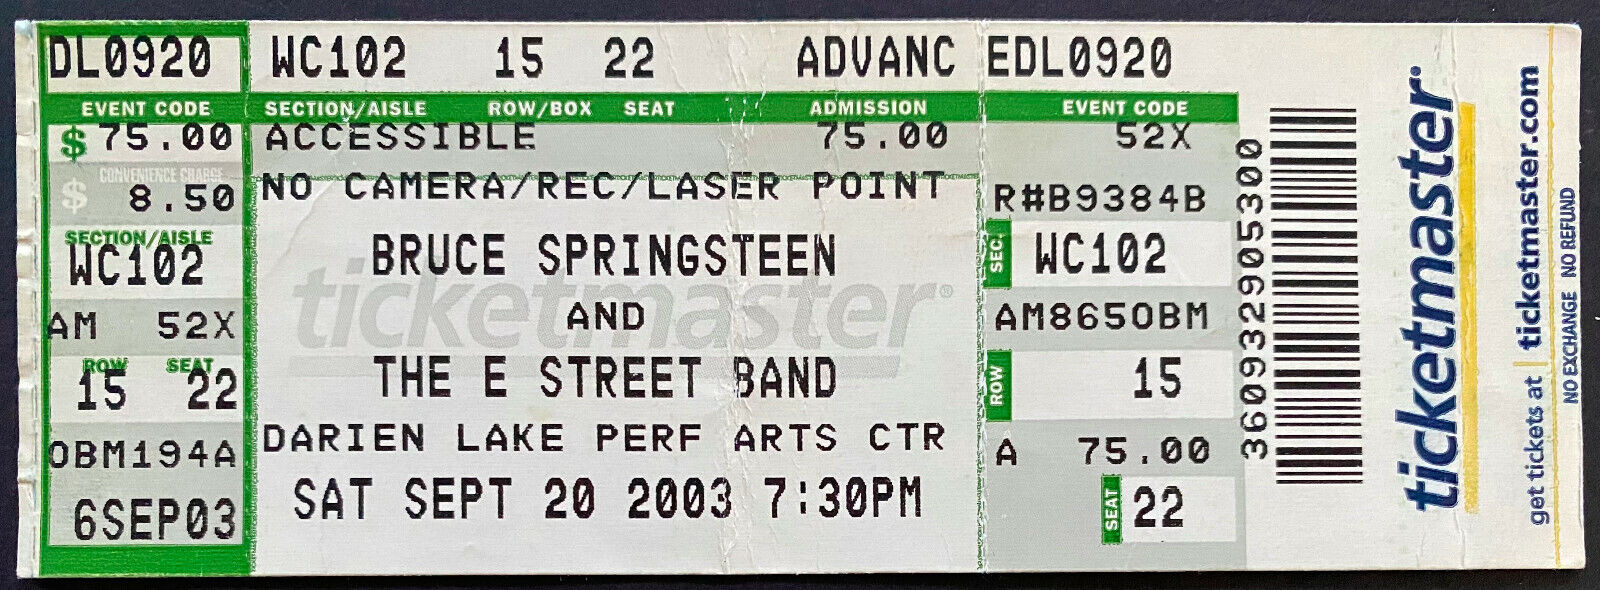 DL0920 WC102 15 22 ADVANC EDL0920
EVENT CODE SECTION/AISLE ROW/BOX SEAT ADMISSION EVENT CODE
$ 75.00 ACCESSIBLE 75.00 52X
CONVENIENCE CHARGE
$ 8.50 NO CAMERA/REC/LASER POINT R#B9384B
SECTION/AISLE
WC102 BRUCE SPRINGSTEEN SEC. WC102
ticketmaster®
AM 52X AND AM8650BM
ROW SEAT
15 22 THE E STREET BAND ROW 15
0BM194A DARIEN LAKE PERF ARTS CTR A 75.00
6SEP03 SAT SEPT 20 2003 7:30PM SEAT 22
360932905300
ticketmaster®
get tickets at ticketmaster.com
NO EXCHANGE NO REFUND